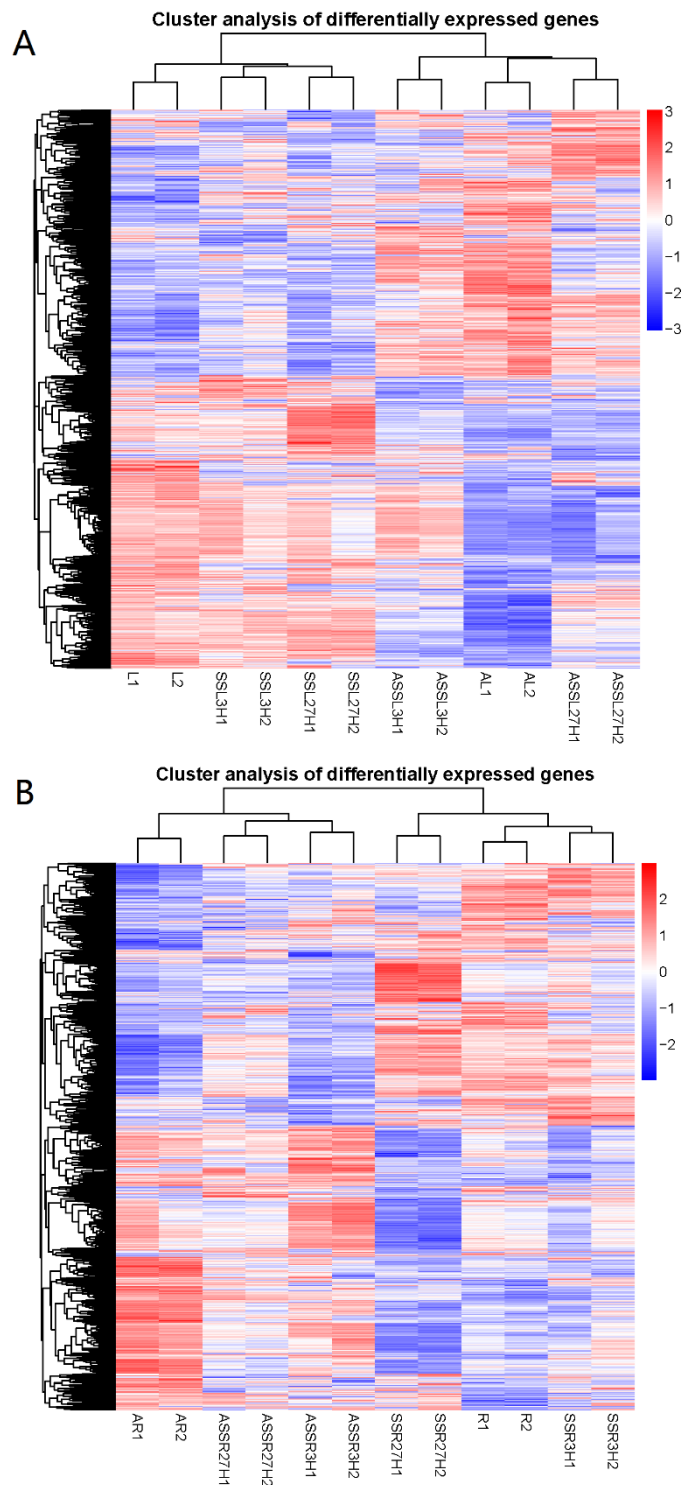 Cluster analysis of differentially expressed genes
A
3
2
1
0
−1
−2
−3
L1 L2 SSL3H1 SSL3H2 SSL27H1 SSL27H2 ASSL3H1 ASSL3H2 AL1 AL2 ASSL27H1 ASSL27H2
Cluster analysis of differentially expressed genes
B
2
1
0
−1
−2
AR1 AR2 ASSR27H1 ASSR27H2 ASSR3H1 ASSR3H2 SSR27H1 SSR27H2 R1 R2 SSR3H1 SSR3H2